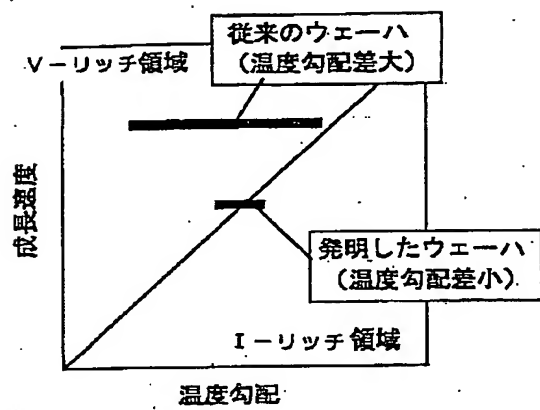 従来のウェーハ
(温度勾配差大)
V－リッチ領域
成長速度
発明したウェーハ
(温度勾配差小)
I－リッチ領域
温度勾配